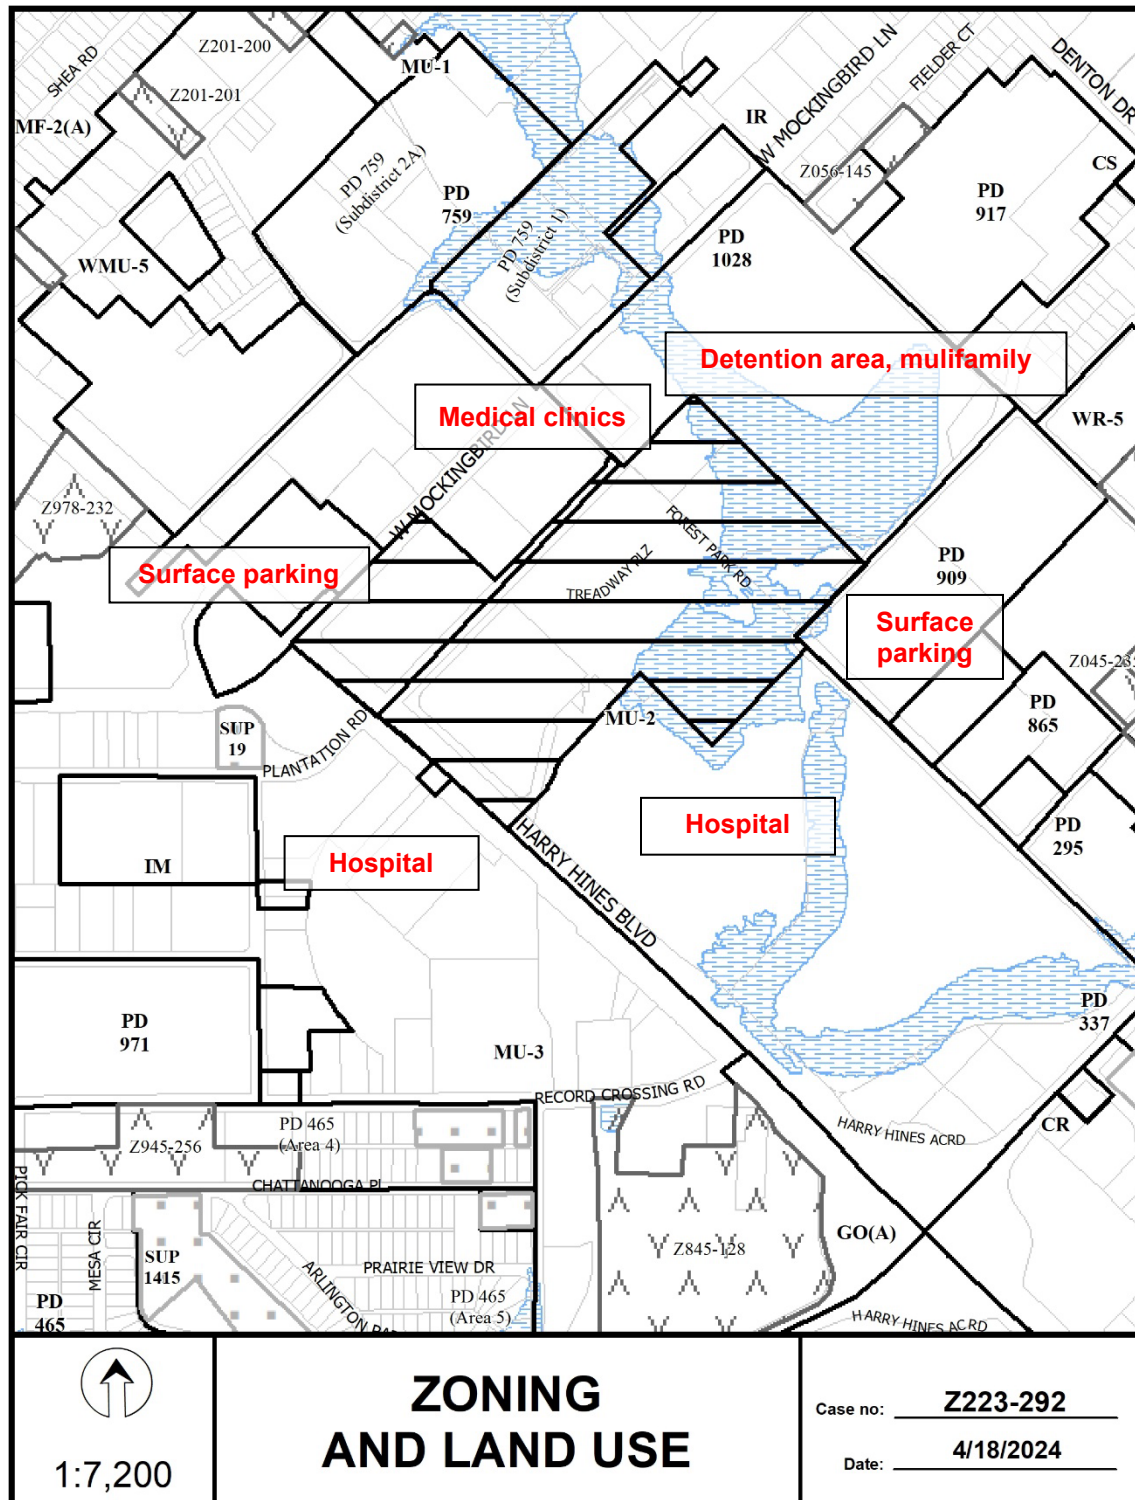 SHEA RD
Z201-200
Z201-201
MU-1
MF-2(A)
PD 759
(Subdistrict 2A)
PD
759
PD 759
(Subdistrict 1)
IR
W MOCKINGBIRD LN
FIELDER CT
DENTON DR
Z056-145
CS
PD
917
PD
1028
WMU-5
Detention area, mulifamily
Medical clinics
W MOCKINGBIRD LN
WR-5
Z978-232
Surface parking
FOREST PARK RD
TREADWAY PLZ
PD
909
Surface
parking
Z045-23
PD
865
MU-2
SUP
19
PLANTATION RD
PD
295
Hospital
Hospital
IM
HARRY HINES BLVD
PD
337
PD
971
MU-3
RECORD CROSSING RD
HARRY HINES ACRD
CR
PD 465
(Area 4)
Z945-256
CHATTANOOGA Pl
PICK FAIR CIR
MESA CIR
SUP
1415
ARLINGTON PA
PRAIRIE VIEW DR
PD 465
(Area 5)
PD
465
Z845-128
GO(A)
HARRY HINES ACRD
1:7,200
ZONING
AND LAND USE
Case no: Z223-292
Date: 4/18/2024